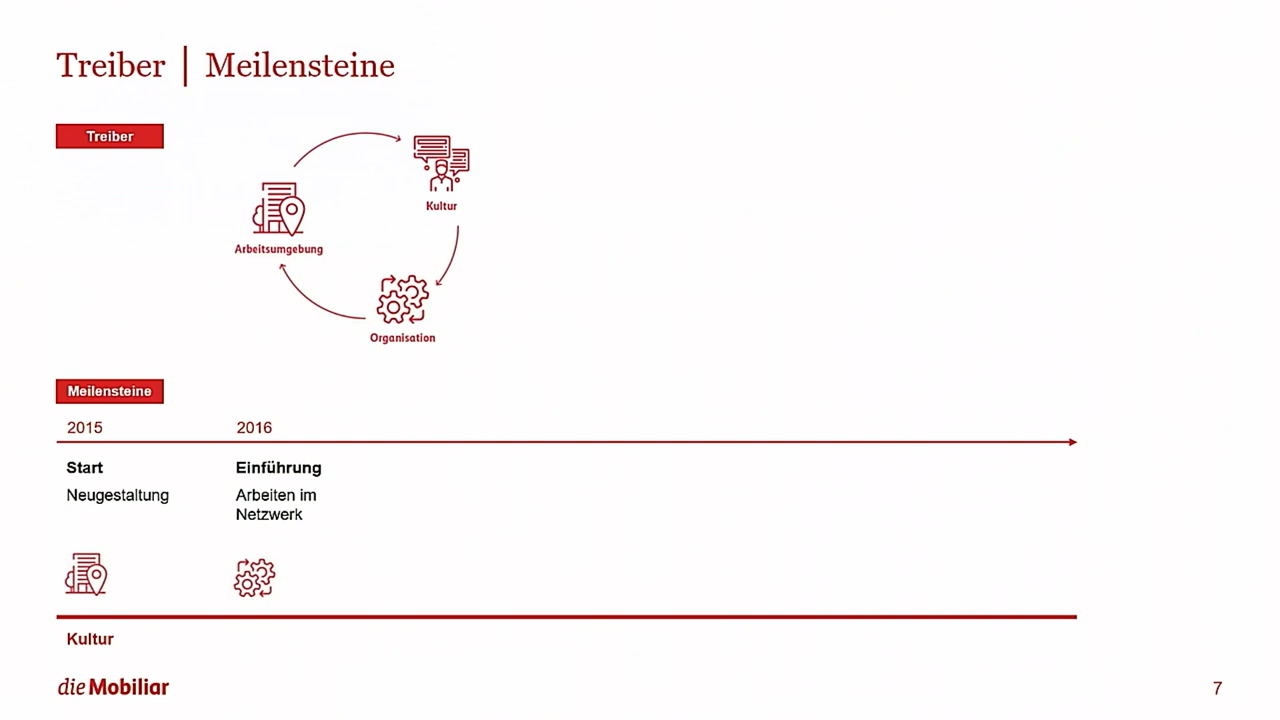 Treiber | Meilensteine
Treiber
Kultur
Arbeitsumgebung
Organisation
Meilensteine
2015
2016
Start
Einführung
Neugestaltung
Arbeiten im
Netzwerk
Kultur
die Mobiliar
7